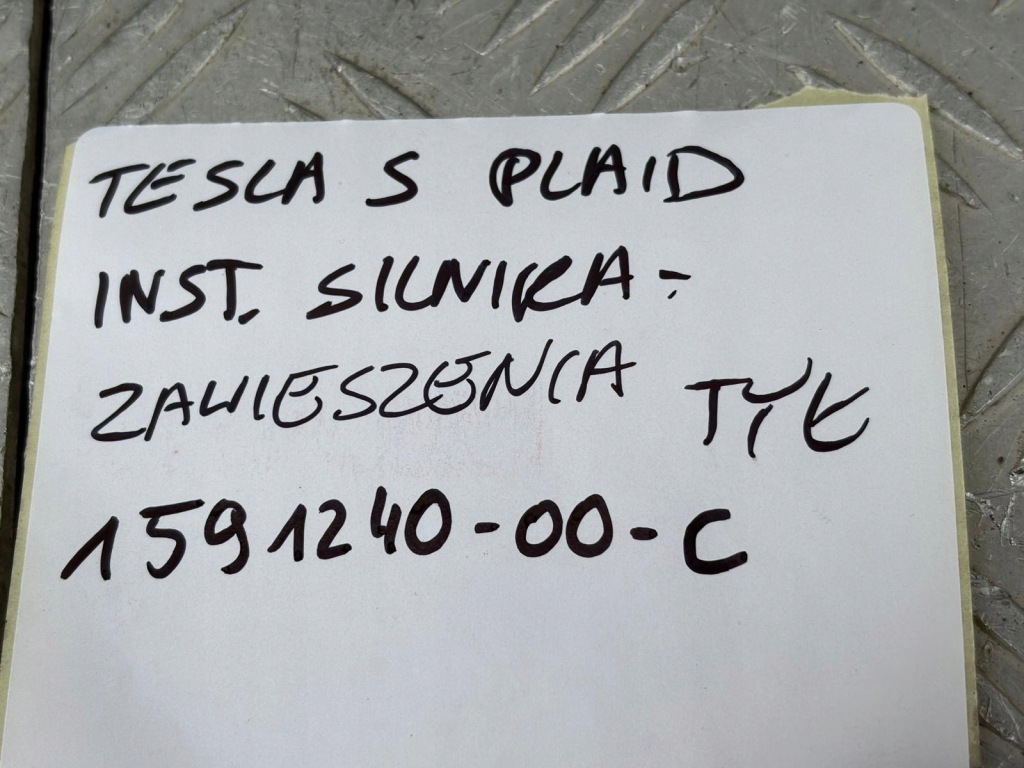 TESLA S PLAID
INST. SILNIKA -
ZAWIESZENIA TYŁ
1591240-00-C